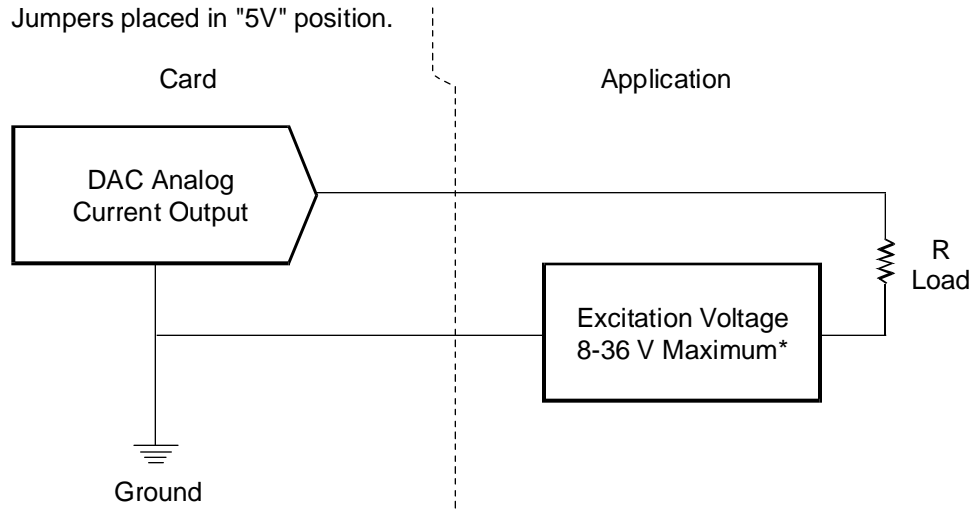 Jumpers placed in "5V" position.
Card
Application
DAC Analog
Current Output
R
Load
Excitation Voltage
8-36 V Maximum*
Ground